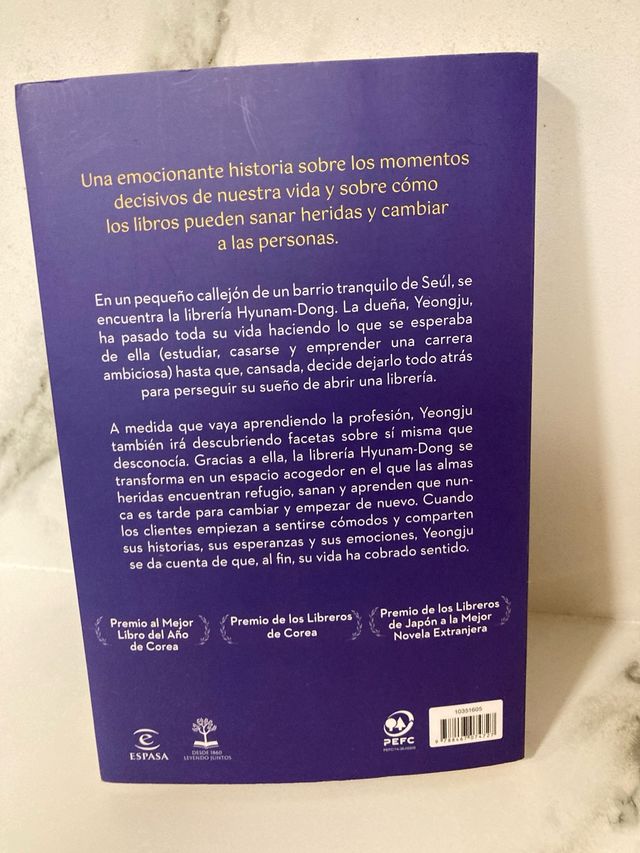 Una emocionante historia sobre los momentos
decisivos de nuestra vida y sobre cómo
los libros pueden sanar heridas y cambiar
a las personas.
En un pequeño callejón de un barrio tranquilo de Seúl, se
encuentra la librería Hyunam-Dong. La dueña, Yeongju,
ha pasado toda su vida haciendo lo que se esperaba
de ella (estudiar, casarse y emprender una carrera
ambiciosa) hasta que, cansada, decide dejarlo todo atrás
para perseguir su sueño de abrir una librería.
A medida que vaya aprendiendo la profesión, Yeongju
también irá descubriendo facetas sobre sí misma que
desconocía. Gracias a ella, la librería Hyunam-Dong se
transforma en un espacio acogedor en el que las almas
heridas encuentran refugio, sanan y aprenden que nun-
ca es tarde para cambiar y empezar de nuevo. Cuando
los clientes empiezan a sentirse cómodos y comparten
sus historias, sus esperanzas y sus emociones, Yeongju
se da cuenta de que, al fin, su vida ha cobrado sentido.
Premio al Mejor
Libro del Año
de Corea
Premio de los Libreros
de Corea
Premio de los Libreros
de Japón a la Mejor
Novela Extranjera
ESPASA
DESDE 1860
LEYENDO JUNTOS
PEFC
10351605